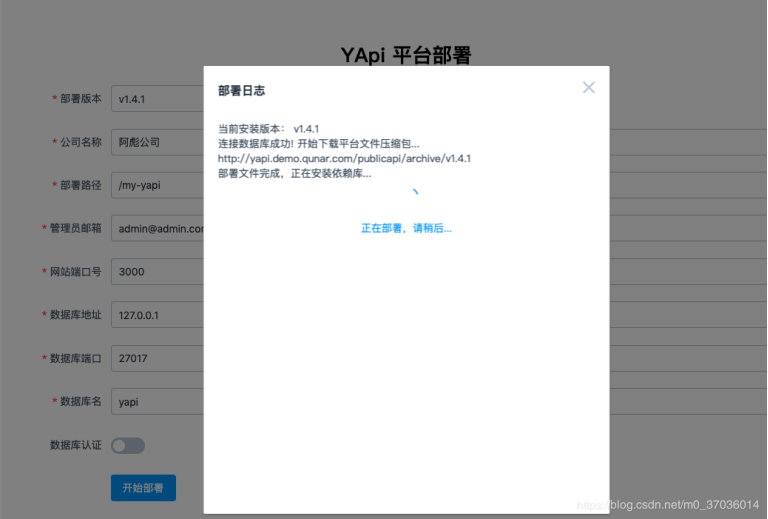 YApi 平台部署
部署日志
当前安装版本： v1.4.1
连接数据库成功! 开始下载平台文件压缩包...
http://yapi.demo.qunar.com/publicapi/archive/v1.4.1
部署文件完成，正在安装依赖库...
正在部署，请稍后...
* 部署版本 v1.4.1
* 公司名称 阿彪公司
* 部署路径 /my-yapi
* 管理员邮箱 admin@admin.cor
* 网站端口号 3000
* 数据库地址 127.0.0.1
* 数据库端口 27017
* 数据库名 yapi
数据库认证
开始部署
https://blog.csdn.net/m0_37036014